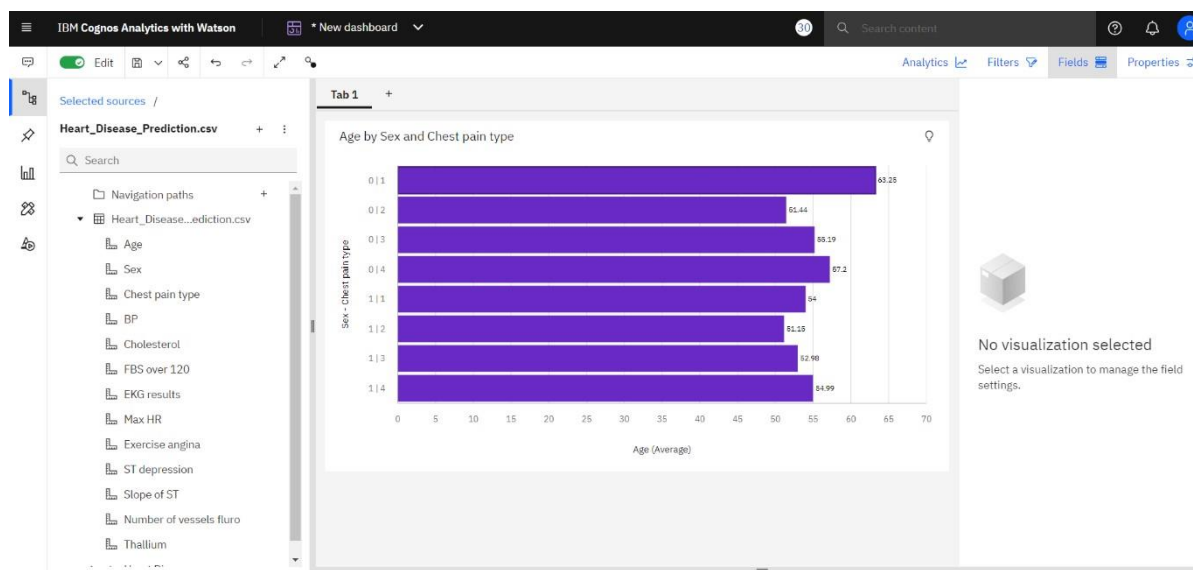 IBM Cognos Analytics with Watson
* New dashboard
30
Search content
Edit
Analytics
Filters
Fields
Properties
Selected sources /
Heart_Disease_Prediction.csv
Search
Navigation paths
Heart_Disease...ediction.csv
Age
Sex
Chest pain type
BP
Cholesterol
FBS over 120
EKG results
Max HR
Exercise angina
ST depression
Slope of ST
Number of vessels fluro
Thallium
Tab 1
Age by Sex and Chest pain type
Sex - Chest pain type
0 | 1 63.25
0 | 2 51.44
0 | 3 55.19
0 | 4 57.2
1 | 1 54
1 | 2 51.15
1 | 3 52.98
1 | 4 54.99
0 5 10 15 20 25 30 35 40 45 50 55 60 65 70
Age (Average)
No visualization selected
Select a visualization to manage the field
settings.